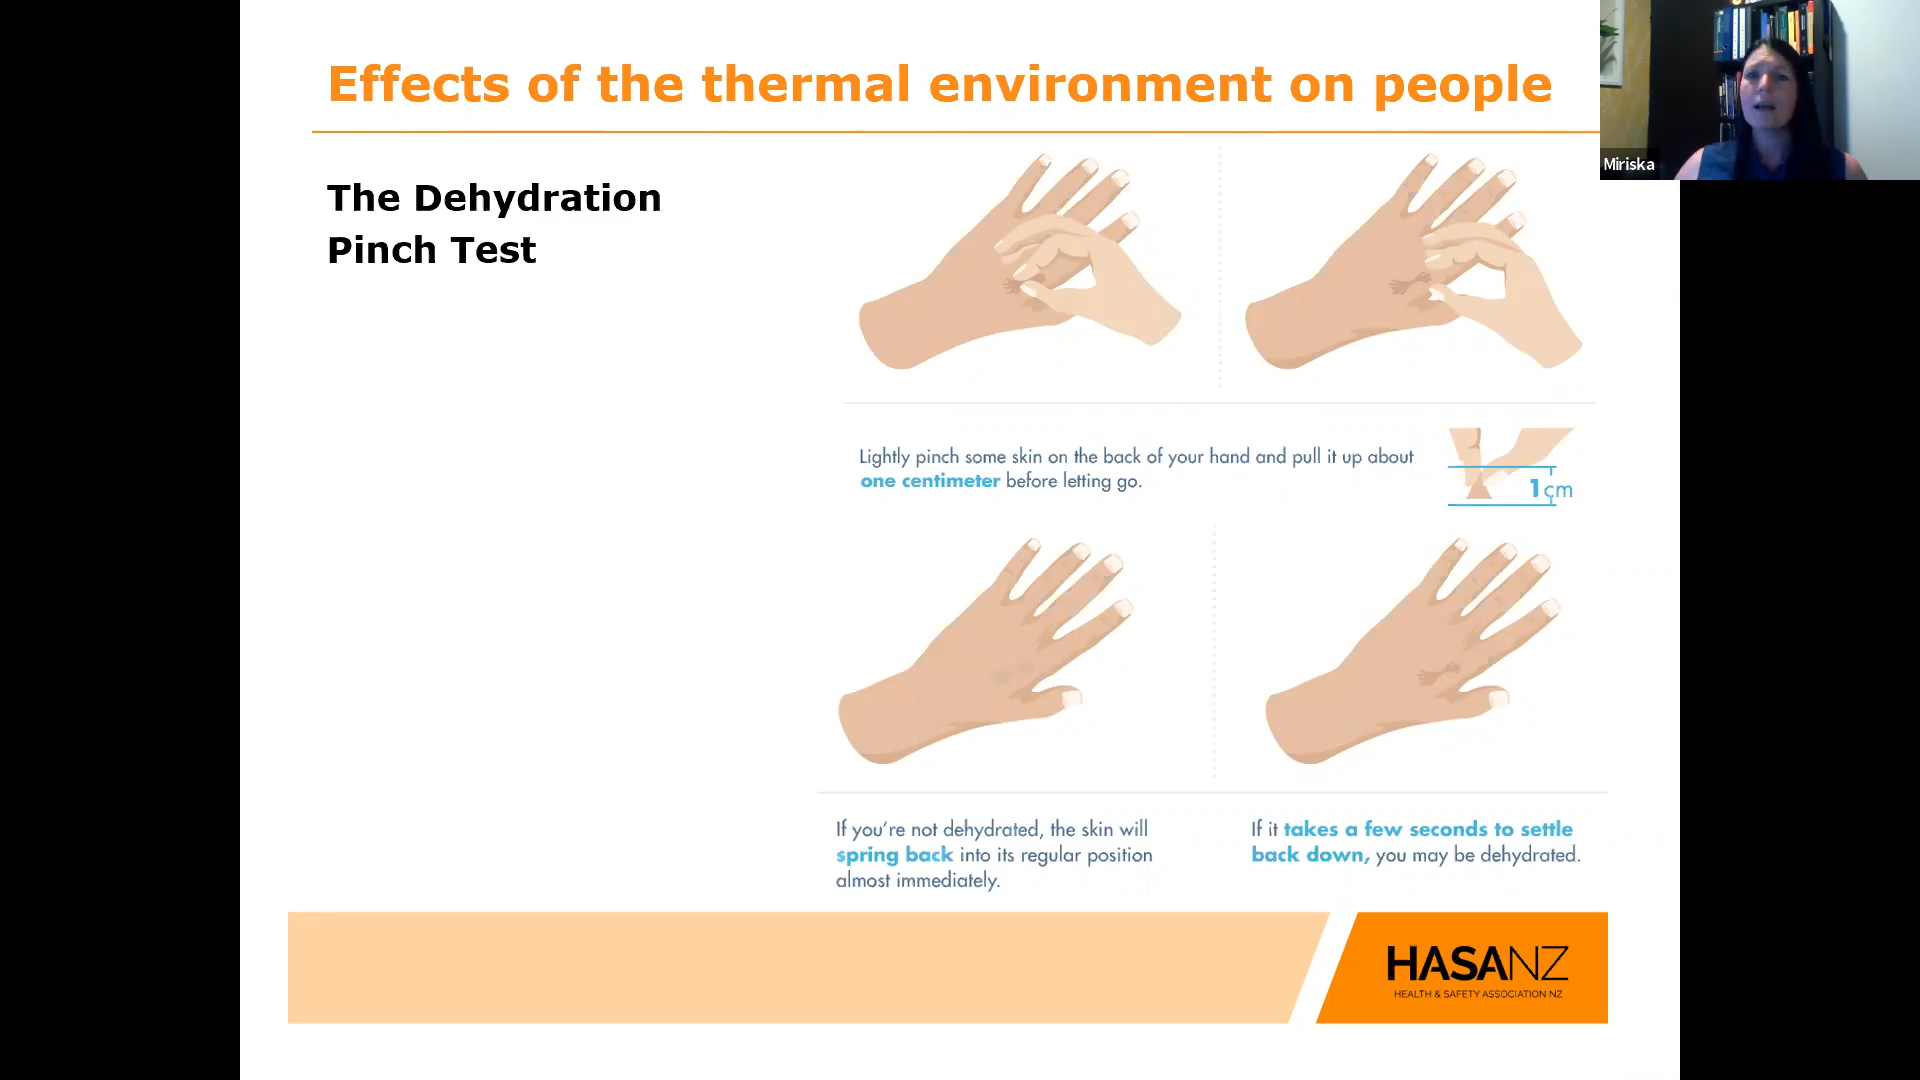 Effects of the thermal environment on people
Miriska
The Dehydration
Pinch Test
Lightly pinch some skin on the back of your hand and pull it up about
one centimeter before letting go.
1cm
If you're not dehydrated, the skin will
spring back into its regular position
almost immediately.
If it takes a few seconds to settle
back down, you may be dehydrated.
HASANZ
HEALTH & SAFETY ASSOCIATION NZ